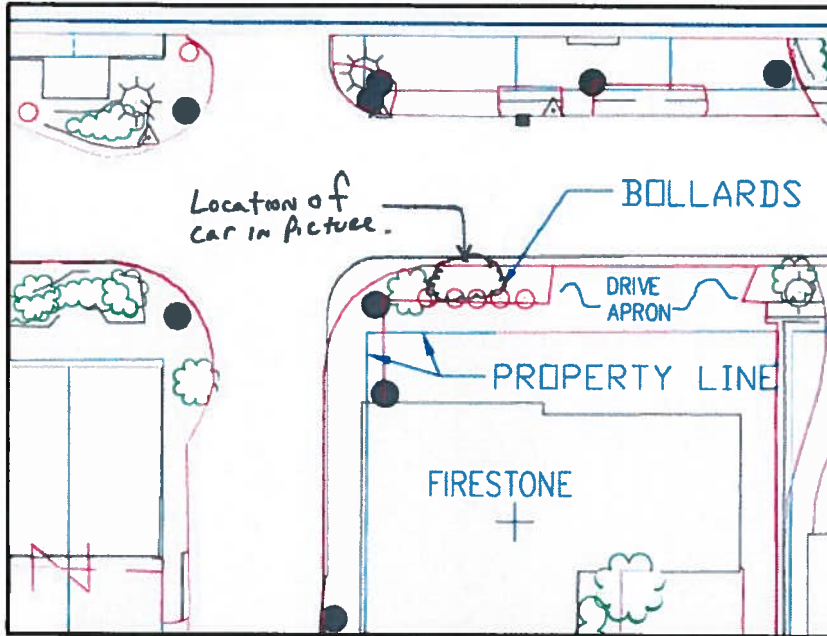 Location of
car in picture.
BOLLARDS
DRIVE
APRON
PROPERTY LINE
FIRESTONE